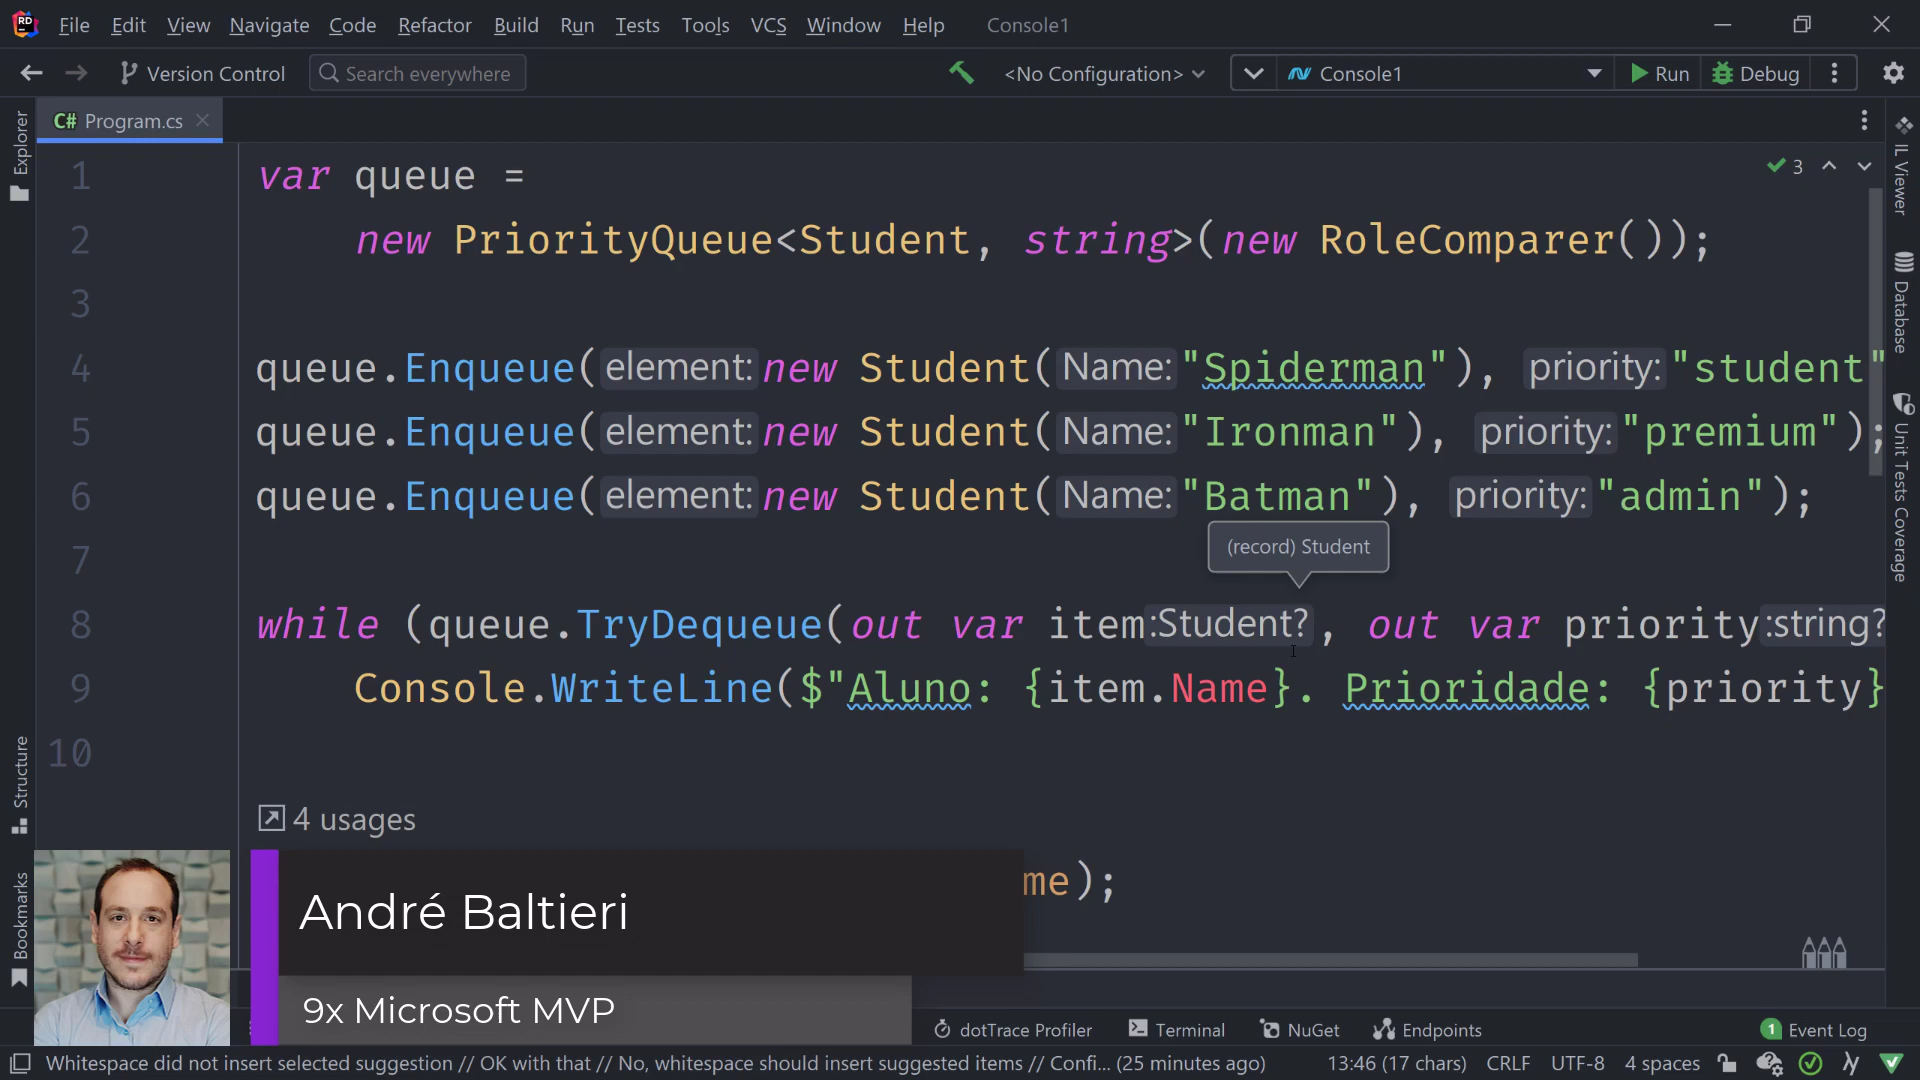 File Edit View Navigate Code Refactor Build Run Tests Tools VCS Window Help Console1
Version Control Search everywhere <No Configuration> Console1 Run Debug
C# Program.cs
Explorer
Structure
Bookmarks
1 var queue =
2 new PriorityQueue<Student, string>(new RoleComparer());
3
4 queue.Enqueue(element:new Student(Name:"Spiderman"), priority:"student"
5 queue.Enqueue(element:new Student(Name:"Ironman"), priority:"premium");
6 queue.Enqueue(element:new Student(Name:"Batman"), priority:"admin");
7
(record) Student
8 while (queue.TryDequeue(out var item:Student?, out var priority:string?
9 Console.WriteLine($"Aluno: {item.Name}. Prioridade: {priority}
10
4 usages
me);
3
IL Viewer
Database
Unit Tests Coverage
André Baltieri
9x Microsoft MVP
dotTrace Profiler Terminal NuGet Endpoints 1 Event Log
Whitespace did not insert selected suggestion // OK with that // No, whitespace should insert suggested items // Confi... (25 minutes ago) 13:46 (17 chars) CRLF UTF-8 4 spaces